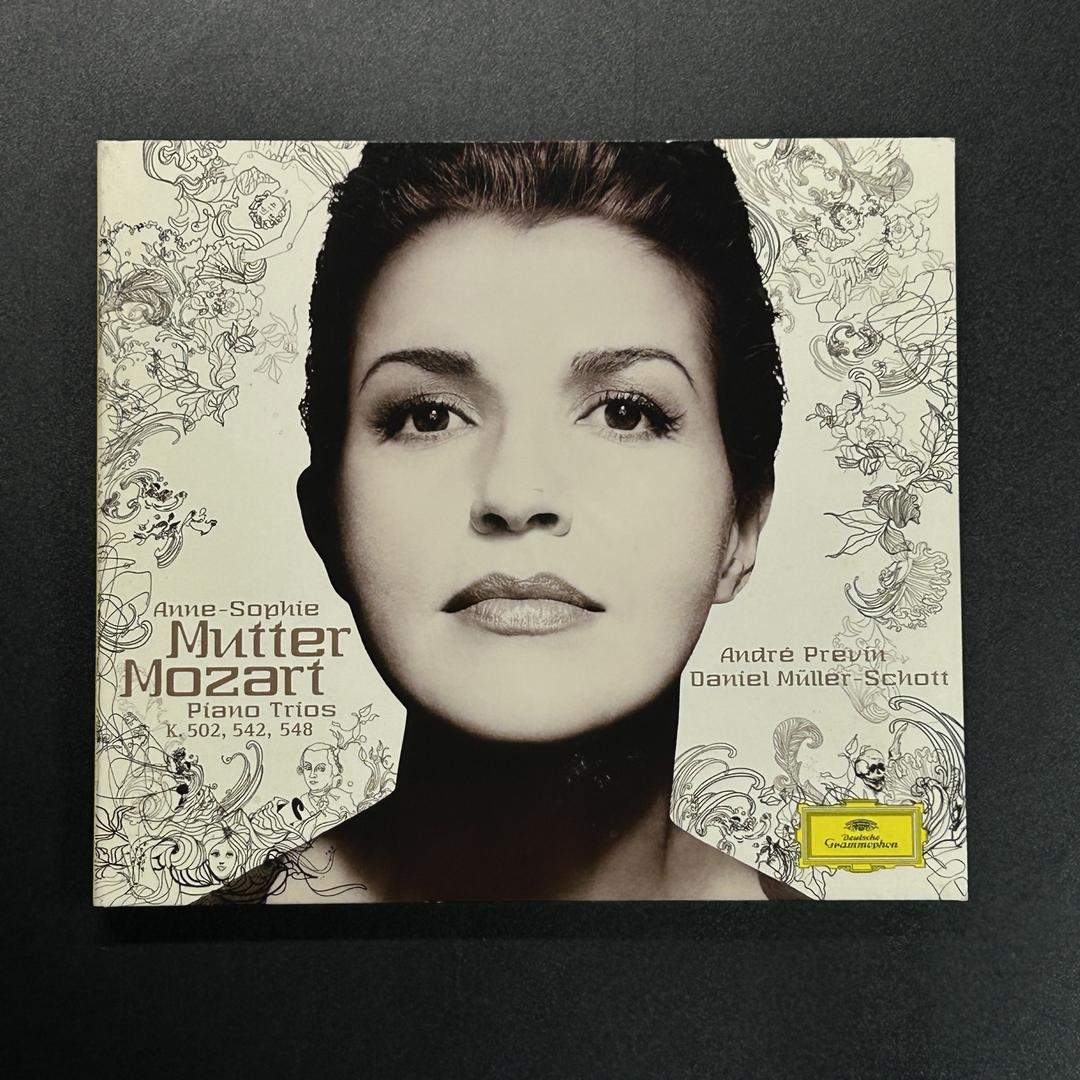 Anne-Sophie
Mutter
Mozart
Piano Trios
K. 502, 542, 548
André Previn
Daniel Müller-Schott
Deutsche
Grammophon